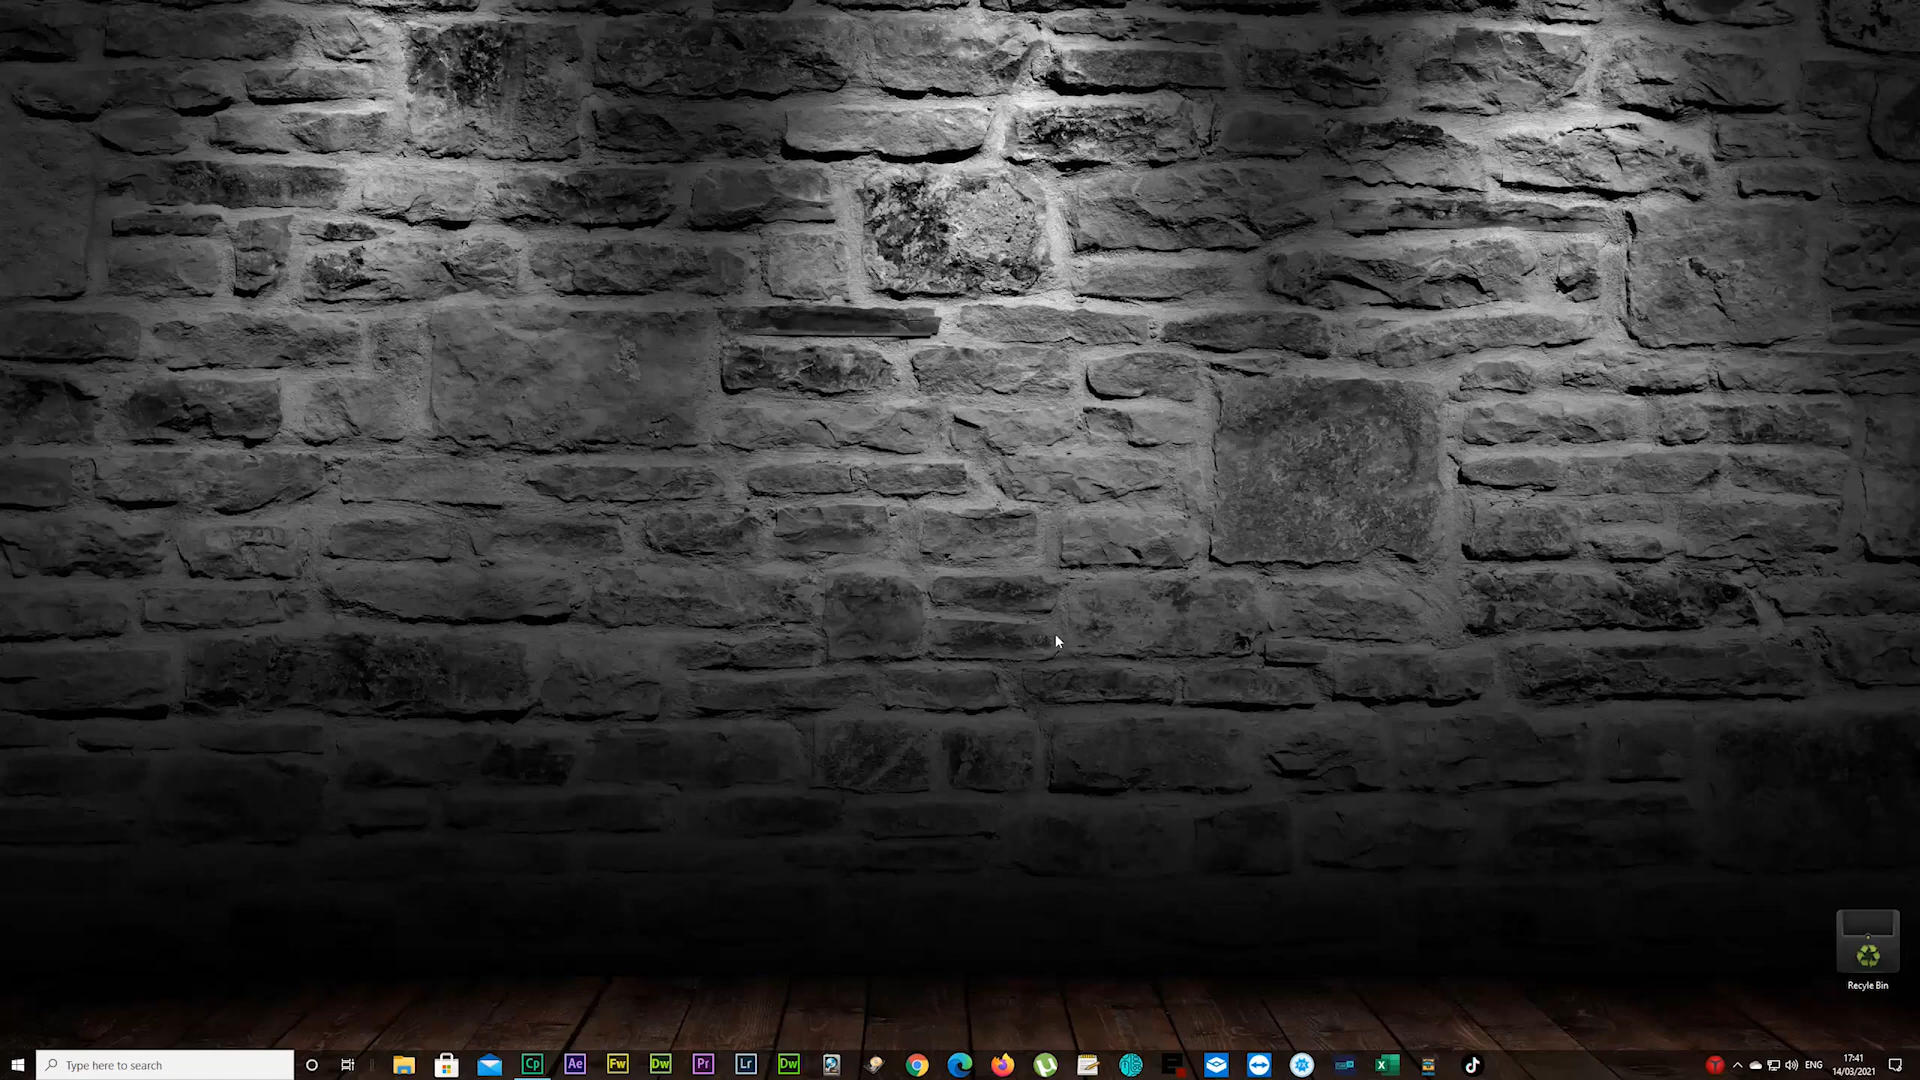 Recyle Bin
Type here to search
Cp
Ae
Fw
Dw
Pr
Lr
Dw
ENG
17:41
14/03/2021